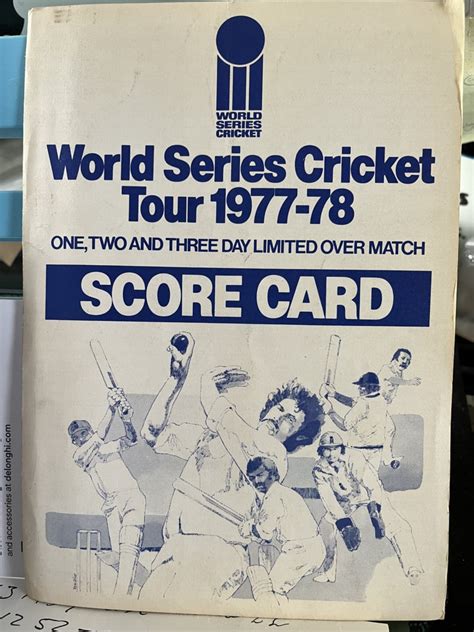 WORLD
SERIES
CRICKET
World Series Cricket
Tour 1977-78
ONE, TWO AND THREE DAY LIMITED OVER MATCH
SCORE CARD
and accessories at delonghi.com